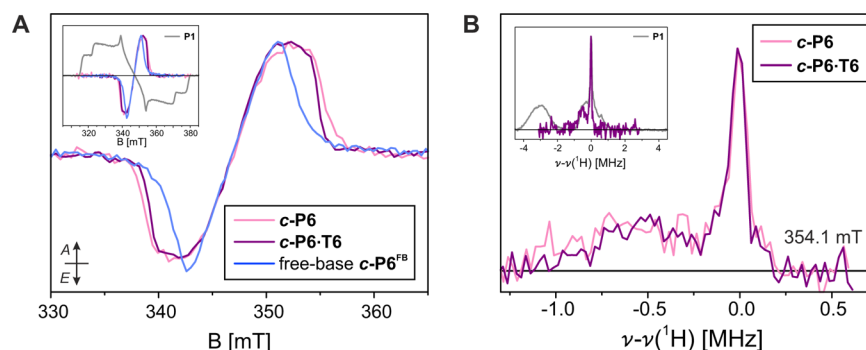 A
P1
320 340 360 380
B [mT]
c-P6
c-P6·T6
free-base c-P6FB
A
E
330 340 350 360
B [mT]
B
P1
-4 -2 0 2 4
ν-ν(¹H) [MHz]
c-P6
c-P6·T6
354.1 mT
-1.0 -0.5 0.0 0.5
ν-ν(¹H) [MHz]